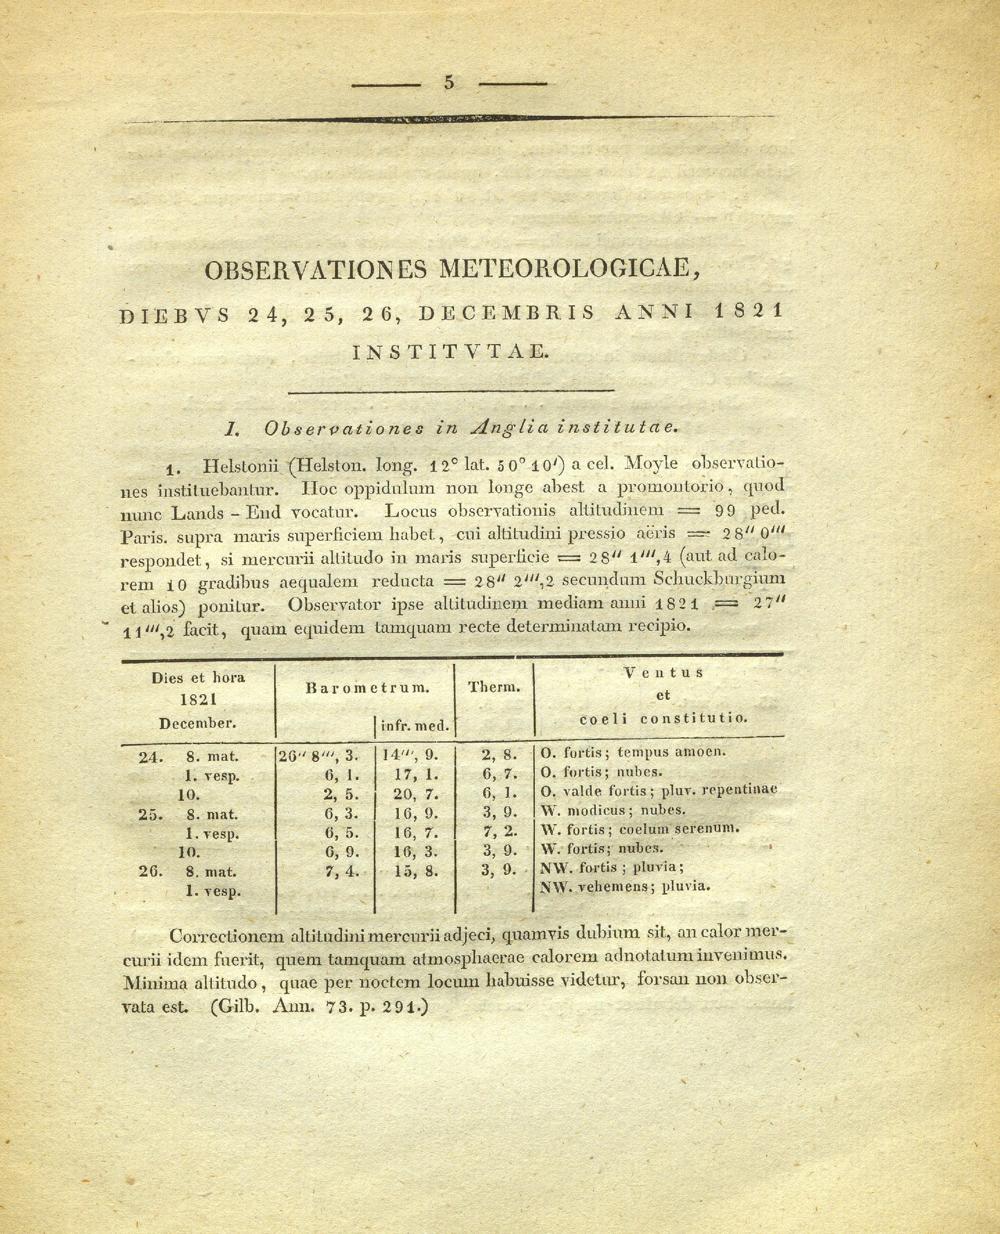 5
OBSERVATIONES METEOROLOGICAE,
DIEBVS 24, 25, 26, DECEMBRIS ANNI 1821
INSTITVTAE.
I. Observationes in Anglia institutae.
1. Helstonii (Helston. long. 12° lat. 50° 10′) a cel. Moyle observatio-
nes instituebantur. Hoc oppidulum non longe abest a promontorio, quod
nunc Lands - End vocatur. Locus observationis altitudinem = 99 ped.
Paris. supra maris superficiem habet, cui altitudini pressio aëris = 28″ 0‴
respondet, si mercurii altitudo in maris superficie = 28″ 1‴,4 (aut ad calo-
rem 10 gradibus aequalem reducta = 28″ 2‴,2 secundum Schuckburgium
et alios) ponitur. Observator ipse altitudinem mediam anni 1821 = 27″
11‴,2 facit, quam equidem tamquam recte determinatam recipio.
Dies et hora 1821 December. Barometrum. infr. med. Therm. Ventus et coeli constitutio.
24. 8. mat. 26″ 8‴, 3. 14‴, 9. 2, 8. O. fortis; tempus amoen.
1. vesp. 6, 1. 17, 1. 6, 7. O. fortis; nubes.
10. 2, 5. 20, 7. 6, 1. O. valde fortis; pluv. repentinae
25. 8. mat. 6, 3. 16, 9. 3, 9. W. modicus; nubes.
1. vesp. 6, 5. 16, 7. 7, 2. W. fortis; coelum serenum.
10. 6, 9. 16, 3. 3, 9. W. fortis; nubes.
26. 8. mat. 7, 4. 15, 8. 3, 9. NW. fortis; pluvia;
1. vesp. NW. vehemens; pluvia.
Correctionem altitudini mercurii adjeci, quamvis dubium sit, an calor mer-
curii idem fuerit, quem tamquam atmosphaerae calorem adnotatum invenimus.
Minima altitudo, quae per noctem locum habuisse videtur, forsan non obser-
vata est. (Gilb. Ann. 73. p. 291.)